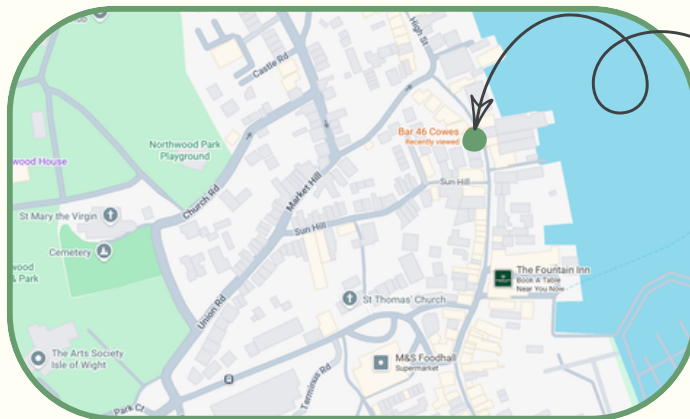 High St
Castle Rd
Bar 46 Cowes
Recently viewed
Northwood Park
Playground
wood House
Sun Hill
Market Hill
Church Rd
St Mary the Virgin
Sun Hill
Cemetery
wood
& Park
The Fountain Inn
Book A Table
Near You Now
St Thomas' Church
Union Rd
The Arts Society
Isle of Wight
M&S Foodhall
Supermarket
Terminus Rd
Park Ct